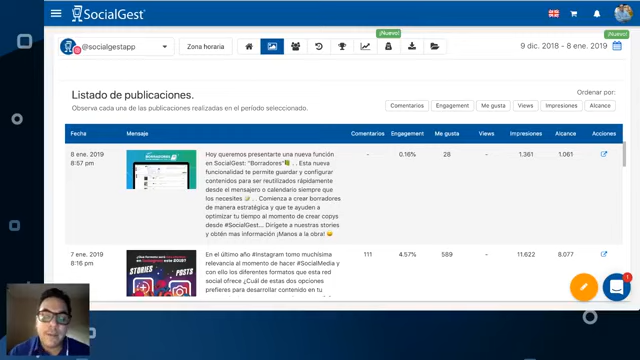 SocialGest
@socialgestapp
Zona horaria
¡Nuevo!
9 dic. 2018 - 8 ene. 2019
¡Nuevo!
Listado de publicaciones.
Observa cada una de las publicaciones realizadas en el período seleccionado.
Ordenar por:
Comentarios Engagement Me gusta Views Impresiones Alcance
Fecha Mensaje Comentarios Engagement Me gusta Views Impresiones Alcance Acciones
8 ene. 2019
8:57 pm
Hoy queremos presentarte una nueva función
en SocialGest: "Borradores" . . Esta nueva
funcionalidad te permite guardar y configurar
contenidos para ser reutilizados rápidamente
desde el mensajero o calendario siempre que
los necesites . . Comienza a crear borradores
de manera estratégica y que te ayuden a
optimizar tu tiempo al momento de crear copys
desde #SocialGest... Dirígete a nuestras stories
y obtén mas información ¡Manos a la obra!
- 0.16% 28 - 1,361 1,061
7 ene. 2019
8:16 pm
STORIES
POSTS
En el último año #Instagram tomo muchísima
relevancia al momento de hacer #SocialMedia y
con ello los diferentes formatos que esta red
social ofrece ¿Cuál de estas dos opciones
prefieres para desarrollar contenido en tu
111 4.57% 589 - 11,622 8,077
1